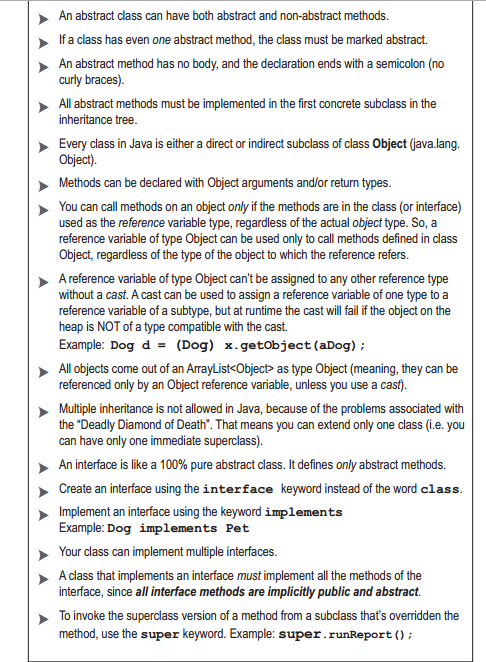 An abstract class can have both abstract and non-abstract methods.
If a class has even one abstract method, the class must be marked abstract.
An abstract method has no body, and the declaration ends with a semicolon (no
curly braces).
All abstract methods must be implemented in the first concrete subclass in the
inheritance tree.
Every class in Java is either a direct or indirect subclass of class Object (java.lang.
Object).
Methods can be declared with Object arguments and/or return types.
You can call methods on an object only if the methods are in the class (or interface)
used as the reference variable type, regardless of the actual object type. So, a
reference variable of type Object can be used only to call methods defined in class
Object, regardless of the type of the object to which the reference refers.
A reference variable of type Object can't be assigned to any other reference type
without a cast. A cast can be used to assign a reference variable of one type to a
reference variable of a subtype, but at runtime the cast will fail if the object on the
heap is NOT of a type compatible with the cast.
Example: Dog d = (Dog) x.getObject(aDog);
All objects come out of an ArrayList<Object> as type Object (meaning, they can be
referenced only by an Object reference variable, unless you use a cast).
Multiple inheritance is not allowed in Java, because of the problems associated with
the “Deadly Diamond of Death”. That means you can extend only one class (i.e. you
can have only one immediate superclass).
An interface is like a 100% pure abstract class. It defines only abstract methods.
Create an interface using the interface keyword instead of the word class.
Implement an interface using the keyword implements
Example: Dog implements Pet
Your class can implement multiple interfaces.
A class that implements an interface must implement all the methods of the
interface, since all interface methods are implicitly public and abstract.
To invoke the superclass version of a method from a subclass that's overridden the
method, use the super keyword. Example: super.runReport();